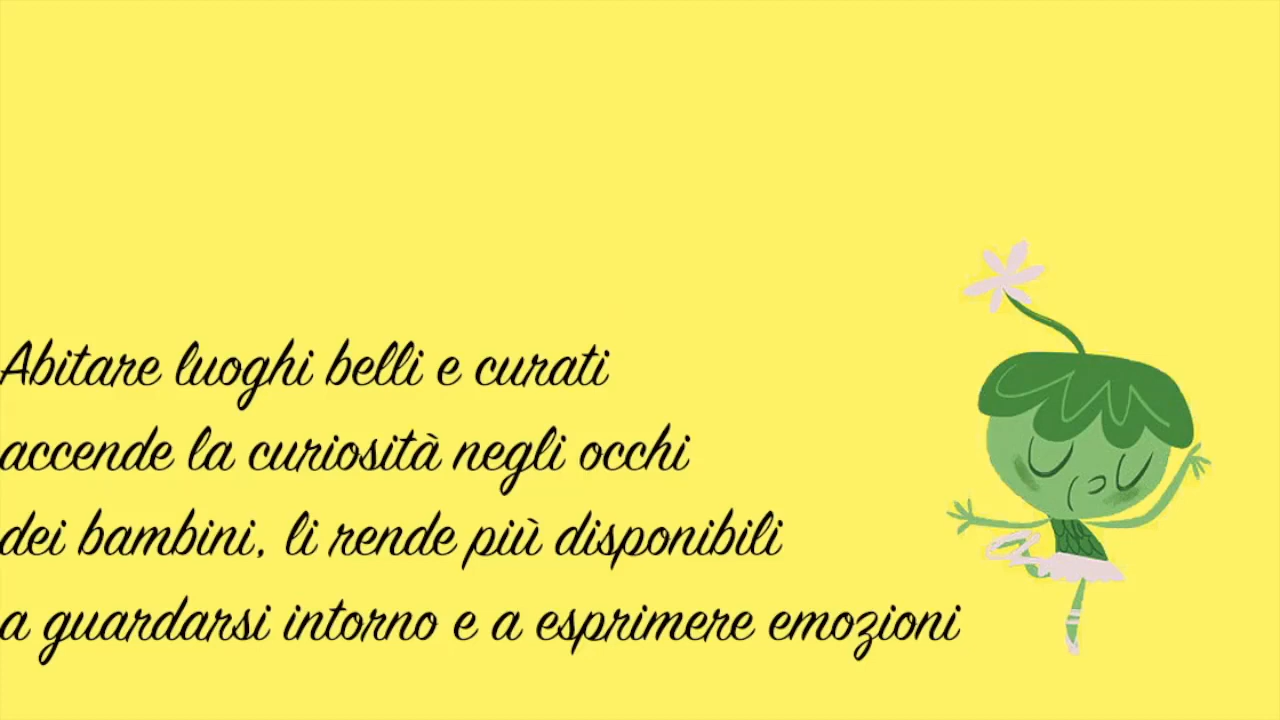 Abitare luoghi belli e curati
accende la curiosità negli occhi
dei bambini, li rende più disponibili
a guardarsi intorno e a esprimere emozioni